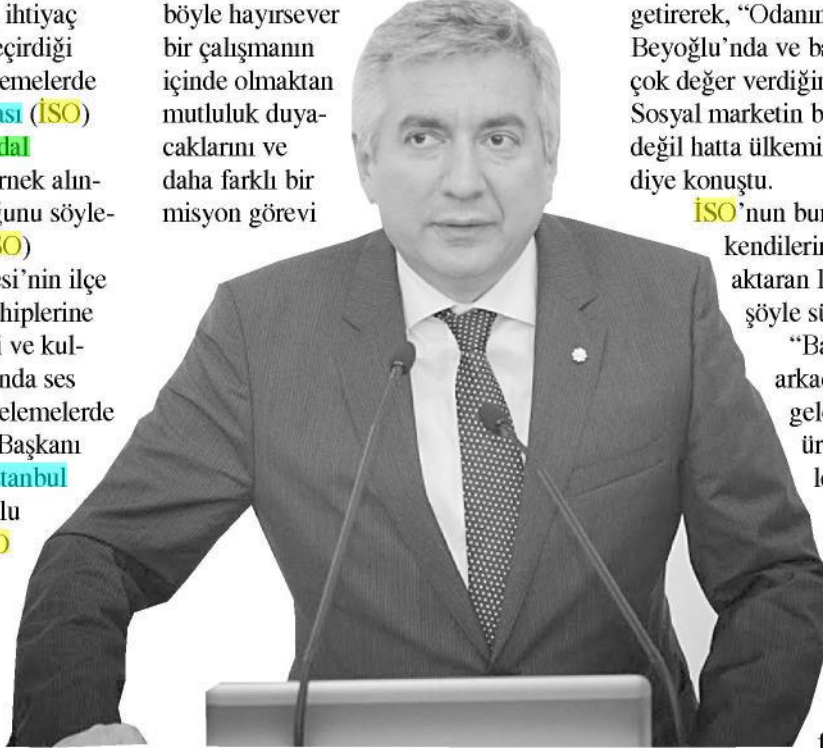 ihtiyaç
eçirdiği
emelerde
ası (İSO)
dal
rnek alın-
ğunu söyle-
SO)
esi’nin ilçe
hiplerine
i ve kul-
nda ses
elemelerde
Başkanı
stanbul
lu
O
böyle hayırsever
bir çalışmanın
içinde olmaktan
mutluluk duya-
caklarını ve
daha farklı bir
misyon görevi
getirerek, “Odanın
Beyoğlu’nda ve ba
çok değer verdiğin
Sosyal marketin b
değil hatta ülkemi
diye konuştu.
İSO’nun bu
kendilerin
aktaran
şöyle sü
“Ba
arkad
gel
ür